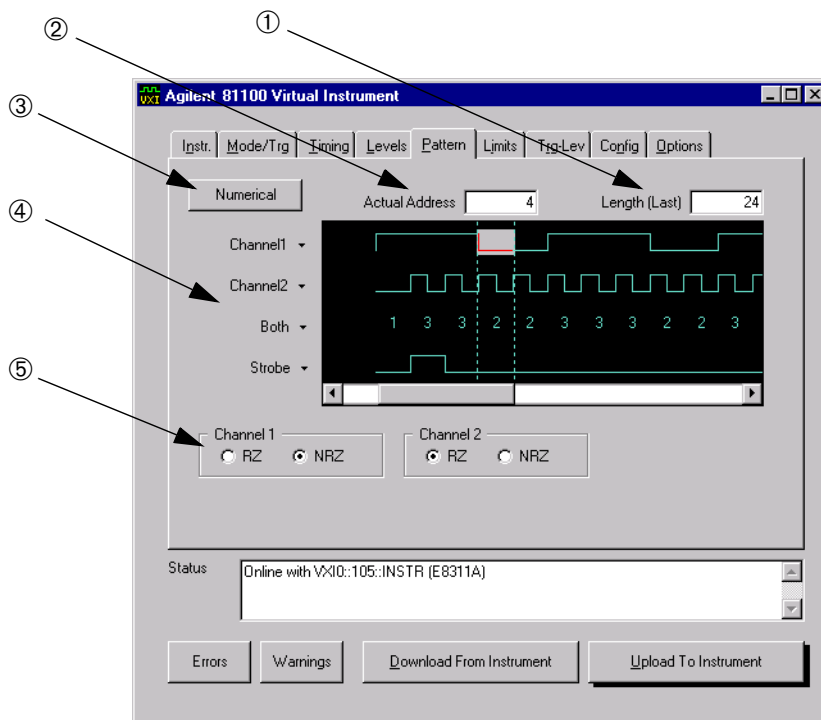 ① ②
③
Agilent 81100 Virtual Instrument
Instr. Mode/Trg Timing Levels Pattern Limits Trg-Lev Config Options
Numerical Actual Address 4 Length (Last) 24
④
Channel1
Channel2
Both 1 3 3 2 2 3 3 3 2 2 3
Strobe
⑤
Channel 1 Channel 2
RZ NRZ RZ NRZ
Status Online with VXI0::105::INSTR (E8311A)
Errors Warnings Download From Instrument Upload To Instrument